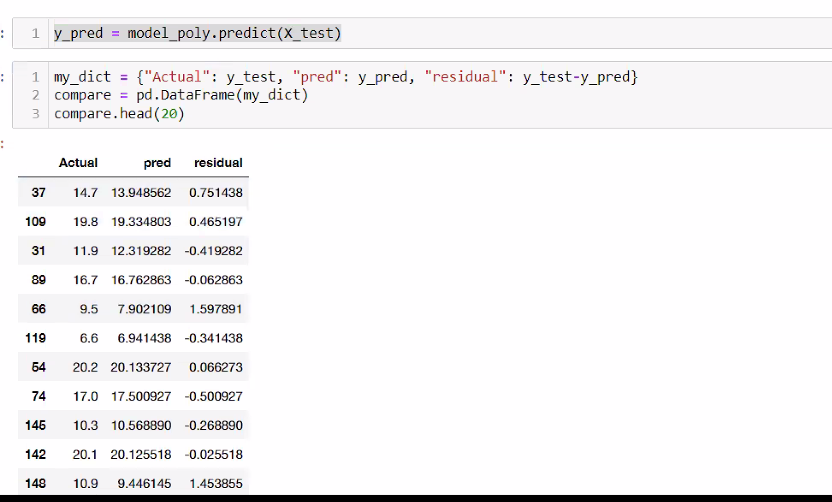 1 y_pred = model_poly.predict(X_test)
1 my_dict = {"Actual": y_test, "pred": y_pred, "residual": y_test-y_pred}
2 compare = pd.DataFrame(my_dict)
3 compare.head(20)
Actual pred residual
37 14.7 13.948562 0.751438
109 19.8 19.334803 0.465197
31 11.9 12.319282 -0.419282
89 16.7 16.762863 -0.062863
66 9.5 7.902109 1.597891
119 6.6 6.941438 -0.341438
54 20.2 20.133727 0.066273
74 17.0 17.500927 -0.500927
145 10.3 10.568890 -0.268890
142 20.1 20.125518 -0.025518
148 10.9 9.446145 1.453855